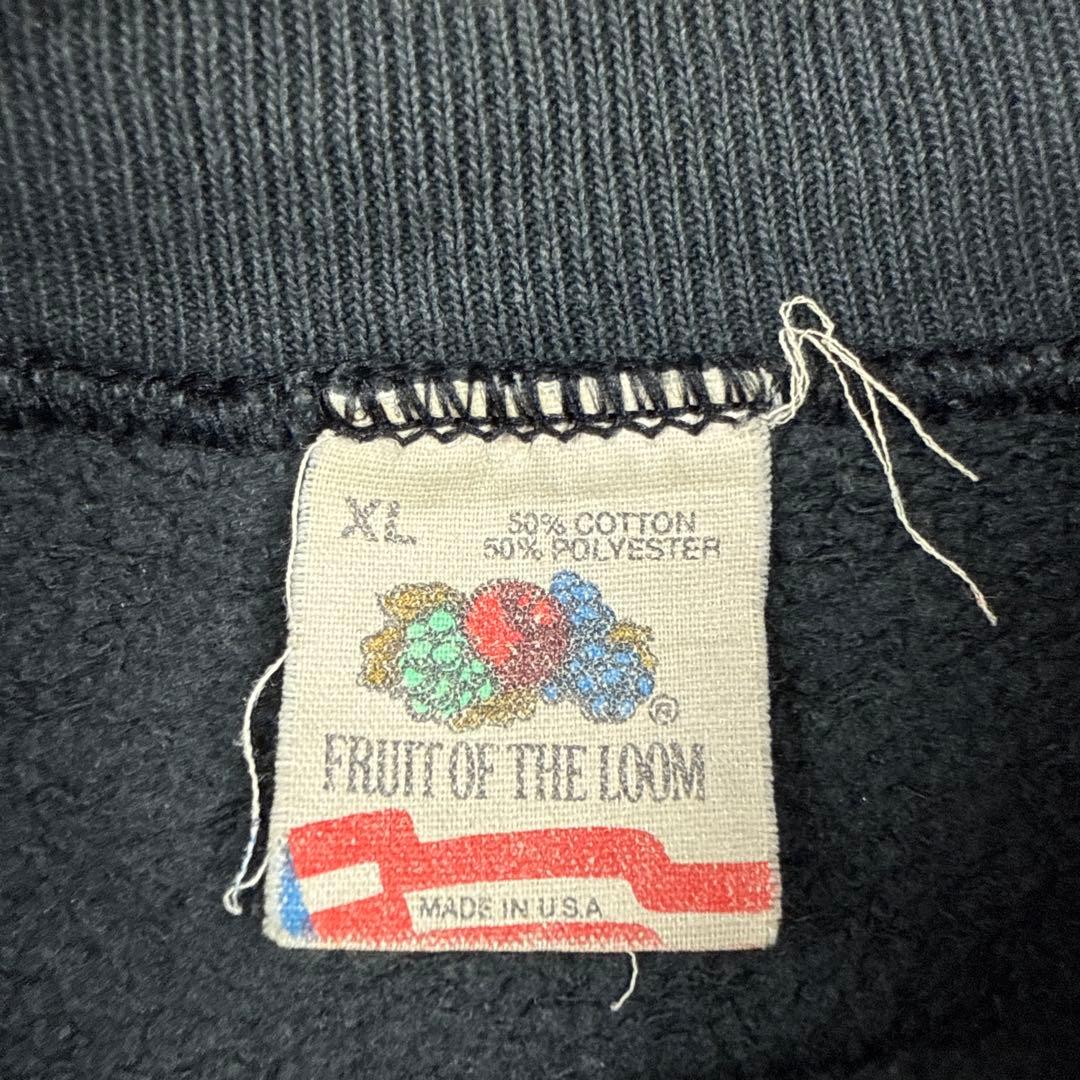 XL
50% COTTON
50% POLYESTER
®
FRUIT OF THE LOOM
MADE IN U.S.A